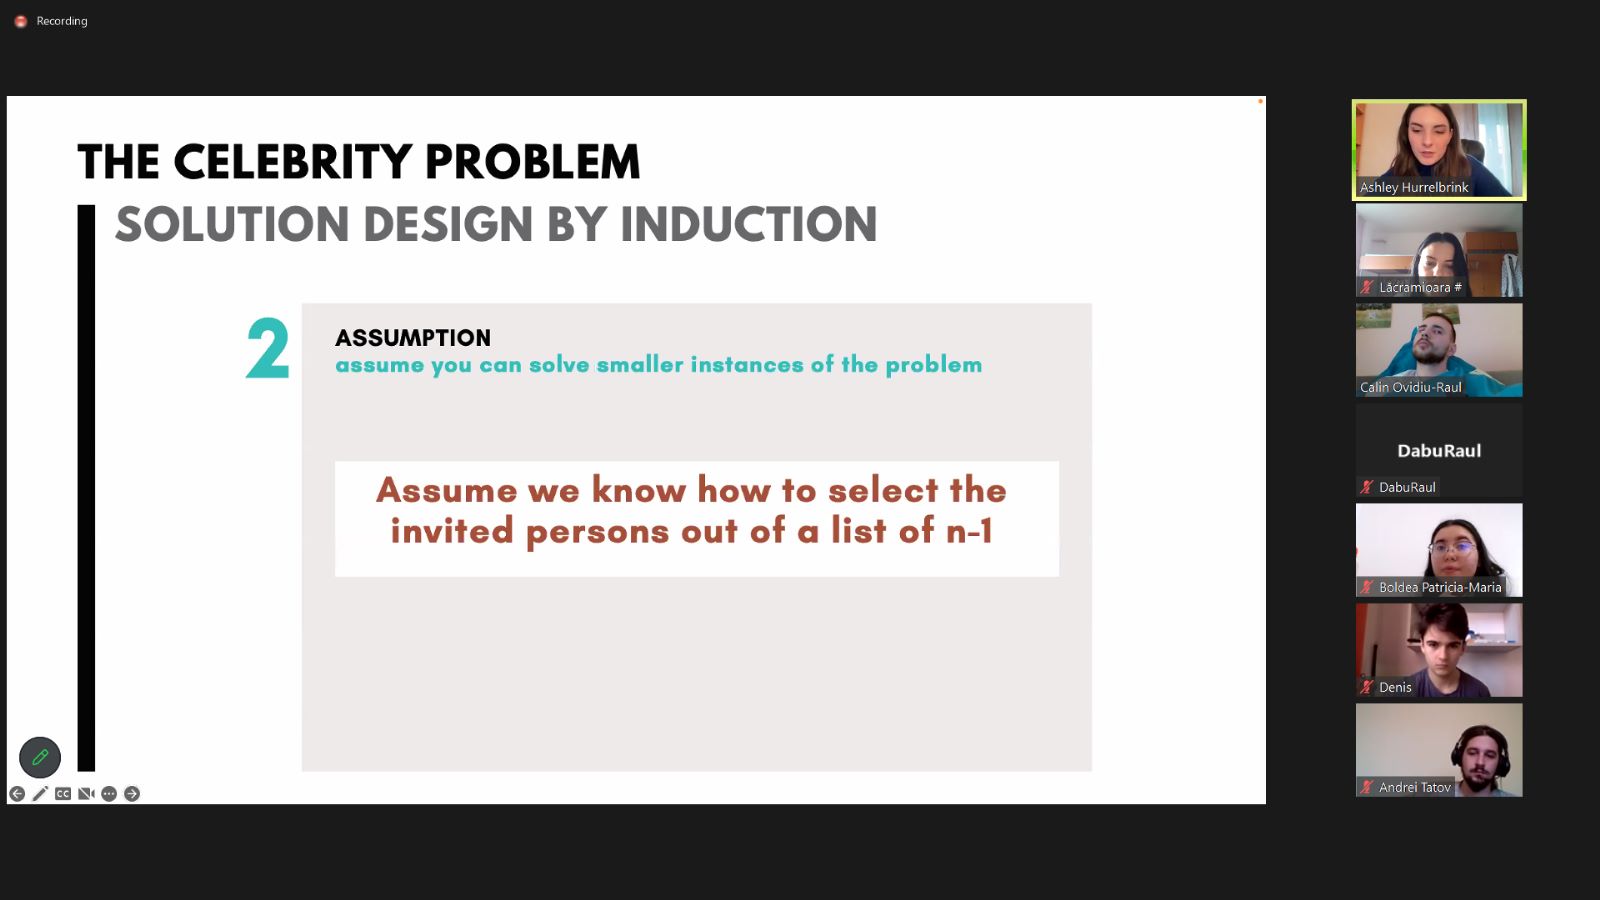 Recording
THE CELEBRITY PROBLEM
SOLUTION DESIGN BY INDUCTION
2
ASSUMPTION
assume you can solve smaller instances of the problem
Assume we know how to select the
invited persons out of a list of n-1
CC
Ashley Hurrelbrink
Lăcramioara #
Calin Ovidiu-Raul
DabuRaul
DabuRaul
Boldea Patricia-Maria
Denis
Andrei Tatov